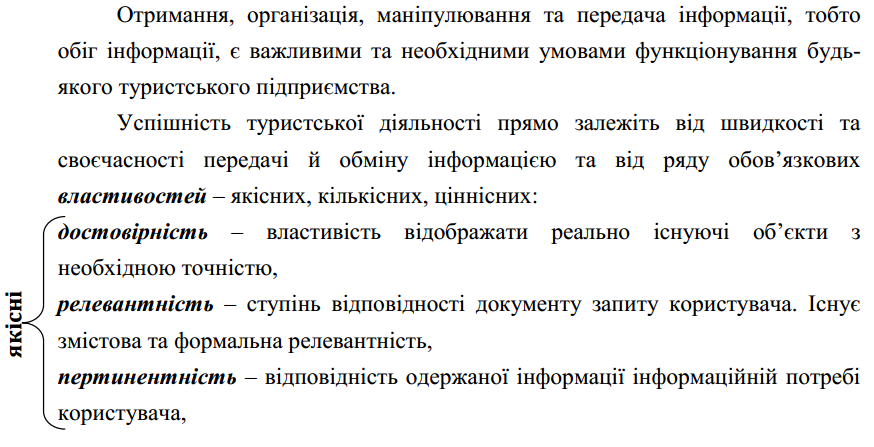 Отримання, організація, маніпулювання та передача інформації, тобто
обіг інформації, є важливими та необхідними умовами функціонування будь-
якого туристського підприємства.
Успішність туристської діяльності прямо залежіть від швидкості та
своєчасності передачі й обміну інформацією та від ряду обов’язкових
властивостей – якісних, кількісних, ціннісних:
достовірність – властивість відображати реально існуючі об’єкти з
необхідною точністю,
релевантність – ступінь відповідності документу запиту користувача. Існує
змістова та формальна релевантність,
пертинентність – відповідність одержаної інформації інформаційній потребі
користувача,
якісні